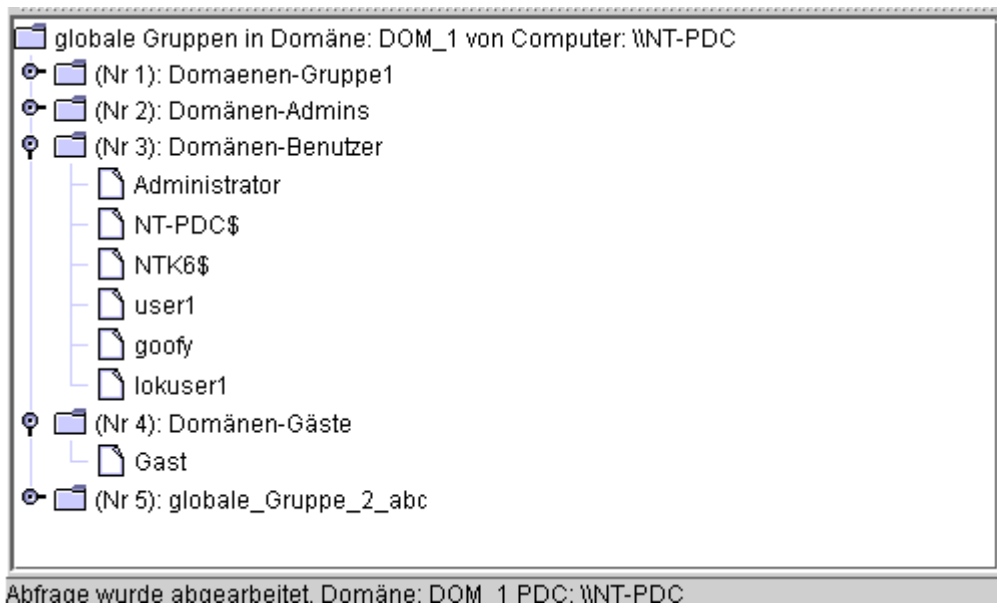 globale Gruppen in Domäne: DOM_1 von Computer: \\NT-PDC
(Nr 1): Domaenen-Gruppe1
(Nr 2): Domänen-Admins
(Nr 3): Domänen-Benutzer
Administrator
NT-PDC$
NTK6$
user1
goofy
lokuser1
(Nr 4): Domänen-Gäste
Gast
(Nr 5): globale_Gruppe_2_abc
Abfrage wurde abgearbeitet. Domäne: DOM_1 PDC: \\NT-PDC